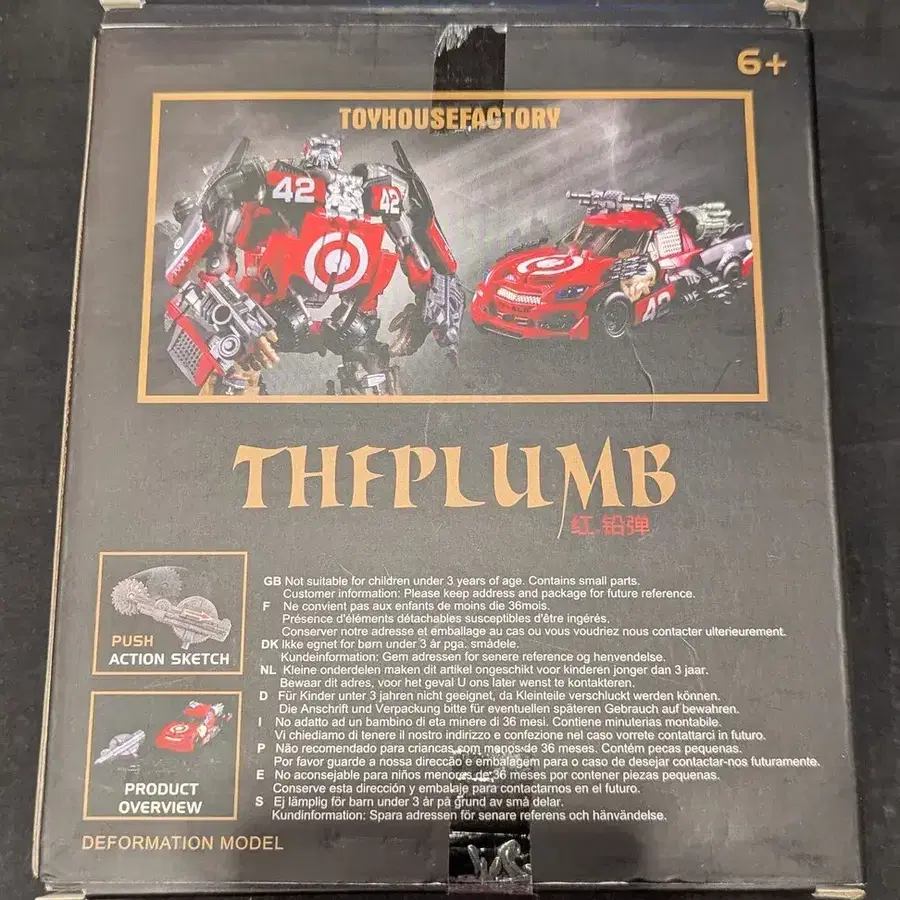 6+
TOYHOUSEFACTORY
42
42
42
THEPLUMB
红.铅弹
PUSH
ACTION SKETCH
PRODUCT
OVERVIEW
DEFORMATION MODEL
GB Not suitable for children under 3 years of age. Contains small parts.
Customer information: Please keep address and package for future reference.
F Ne convient pas aux enfants de moins die 36mois.
Présence d'éléments détachables susceptibles d'être ingérés.
Conserver notre adresse et emballage au cas ou vous voudriez nous contacter ulterieurement.
DK Ikke egnet for børn under 3 år pga. smådele.
Kundeinformation: Gem adressen for senere reference og henvendelse.
NL Kleine onderdelen maken dit artikel ongeschikt voor kinderen jonger dan 3 jaar.
Bewaar dit adres, voor het geval U ons later wenst te kontakteren.
D Für Kinder unter 3 jahren nicht geeignet, da Kleinteile verschluckt werden können.
Die Anschrift und Verpackung bitte für eventuellen späteren Gebrauch auf bewahren.
I No adatto ad un bambino di eta minere di 36 mesi. Contiene minuterias montabile.
Vi chiediamo di tenere il nostro indirizzo e confezione nel caso vorrete contattarci in futuro.
P Não recomendado para criancas com menos de 36 meses. Contém pecas pequenas.
Por favor guarde a nossa direccão e embalagem para o caso de desejar contactar-nos futuramente.
E No aconsejable para niños menores de 36 meses por contener piezas pequenas.
Conserve esta dirección y embalaje para contactarnos en el futuro.
S Ej lämplig för barn under 3 år på grund av små delar.
Kundinformation: Spara adressen för senare referens och hänvändelse.